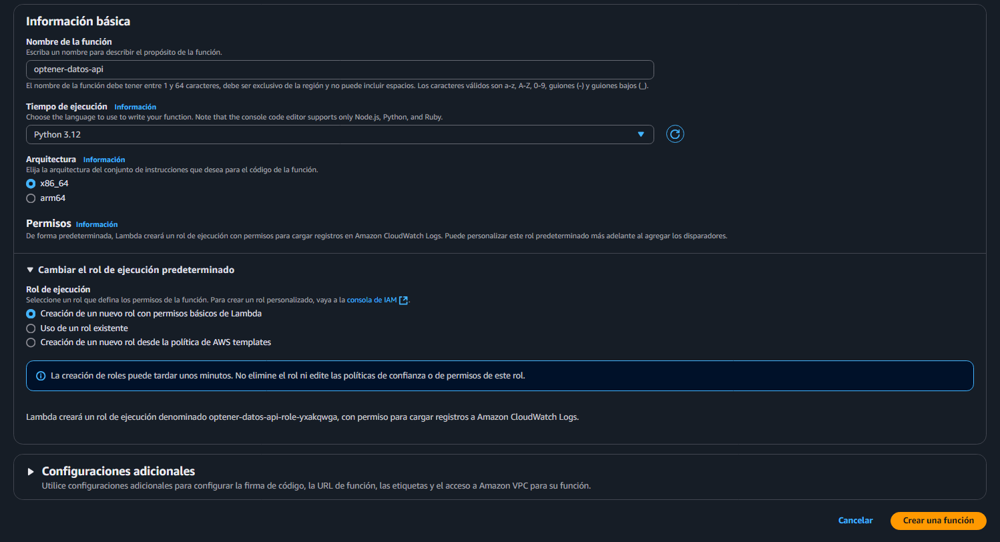 Información básica
Nombre de la función
Escriba un nombre para describir el propósito de la función.
optener-datos-api
El nombre de la función debe tener entre 1 y 64 caracteres, debe ser exclusivo de la región y no puede incluir espacios. Los caracteres válidos son a-z, A-Z, 0-9, guiones (-) y guiones bajos (_).
Tiempo de ejecución Información
Choose the language to use to write your function. Note that the console code editor supports only Node.js, Python, and Ruby.
Python 3.12
Arquitectura Información
Elija la arquitectura del conjunto de instrucciones que desea para el código de la función.
x86_64
arm64
Permisos Información
De forma predeterminada, Lambda creará un rol de ejecución con permisos para cargar registros en Amazon CloudWatch Logs. Puede personalizar este rol predeterminado más adelante al agregar los disparadores.
Cambiar el rol de ejecución predeterminado
Rol de ejecución
Seleccione un rol que defina los permisos de la función. Para crear un rol personalizado, vaya a la consola de IAM.
Creación de un nuevo rol con permisos básicos de Lambda
Uso de un rol existente
Creación de un nuevo rol desde la política de AWS templates
La creación de roles puede tardar unos minutos. No elimine el rol ni edite las políticas de confianza o de permisos de este rol.
Lambda creará un rol de ejecución denominado optener-datos-api-role-yxakqwga, con permiso para cargar registros a Amazon CloudWatch Logs.
Configuraciones adicionales
Utilice configuraciones adicionales para configurar la firma de código, la URL de función, las etiquetas y el acceso a Amazon VPC para su función.
Cancelar
Crear una función